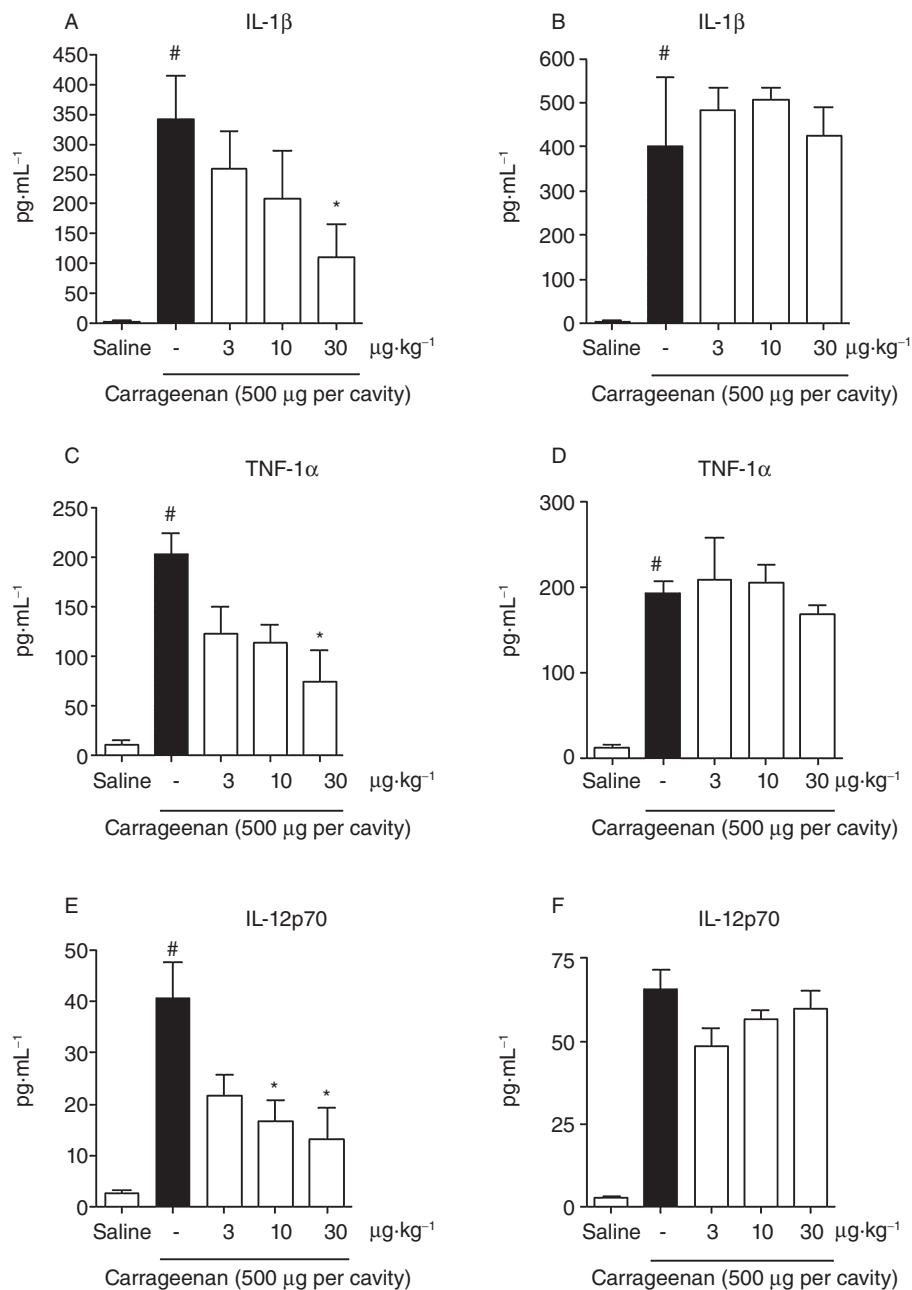 A
IL-1β
450
400
350
300
250
200
150
100
50
0
pg·mL⁻¹
#
*
Saline - 3 10 30 µg·kg⁻¹
Carrageenan (500 µg per cavity)
B
IL-1β
600
500
400
300
200
100
0
pg·mL⁻¹
#
Saline - 3 10 30 µg·kg⁻¹
Carrageenan (500 µg per cavity)
C
TNF-1α
250
200
150
100
50
0
pg·mL⁻¹
#
*
Saline - 3 10 30 µg·kg⁻¹
Carrageenan (500 µg per cavity)
D
TNF-1α
300
200
100
0
pg·mL⁻¹
#
Saline - 3 10 30 µg·kg⁻¹
Carrageenan (500 µg per cavity)
E
IL-12p70
50
40
30
20
10
0
pg·mL⁻¹
#
* *
Saline - 3 10 30 µg·kg⁻¹
Carrageenan (500 µg per cavity)
F
IL-12p70
75
50
25
0
pg·mL⁻¹
Saline - 3 10 30 µg·kg⁻¹
Carrageenan (500 µg per cavity)